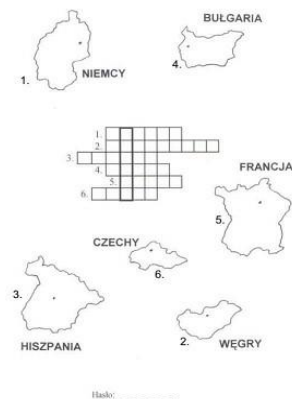 BUŁGARIA
4.
1.
NIEMCY
1.
2.
3.
4.
5.
6.
FRANCJA
5.
CZECHY
6.
3.
HISZPANIA
2.
WĘGRY
Hasło: